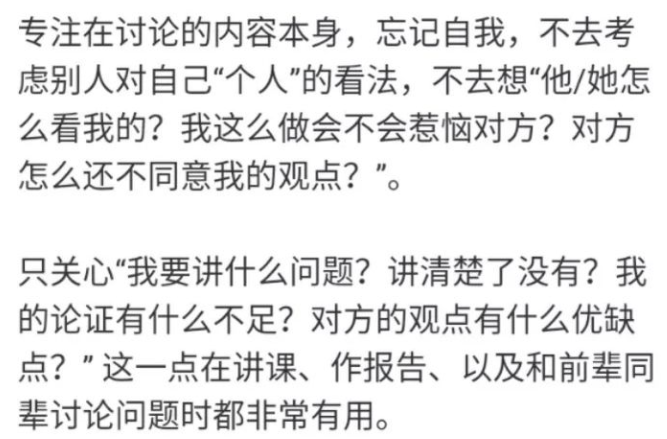 专注在讨论的内容本身，忘记自我，不去考
虑别人对自己“个人”的看法，不去想“他/她怎
么看我的？我这么做会不会惹恼对方？对方
怎么还不同意我的观点？”。
只关心“我要讲什么问题？讲清楚了没有？我
的论证有什么不足？对方的观点有什么优缺
点？” 这一点在讲课、作报告、以及和前辈同
辈讨论问题时都非常有用。